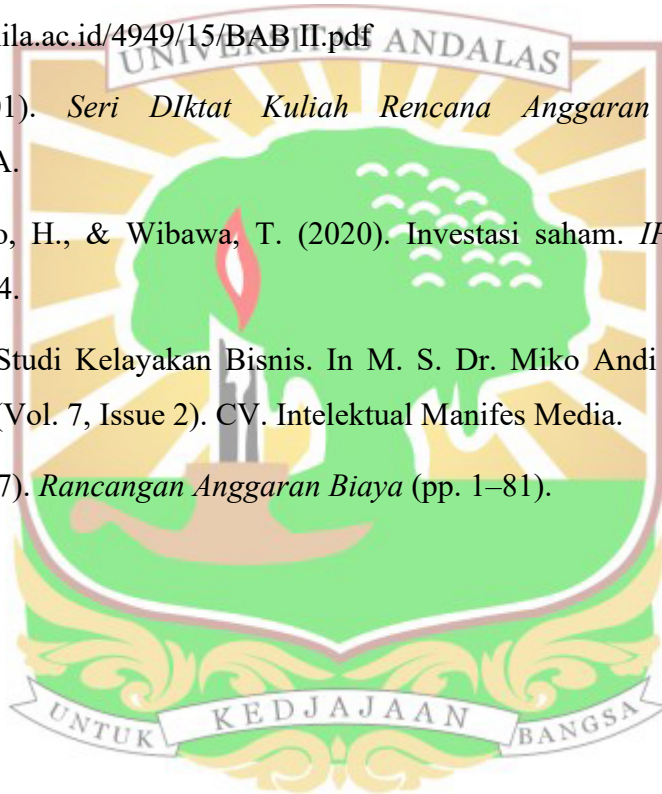 ila.ac.id/4949/15/BAB II.pdf
UNIVERSITAS ANDALAS
01). Seri DIktat Kuliah Rencana Anggaran
A.
o, H., & Wibawa, T. (2020). Investasi saham.
4.
Studi Kelayakan Bisnis. In M. S. Dr. Miko Andi
(Vol. 7, Issue 2). CV. Intelektual Manifes Media.
7). Rancangan Anggaran Biaya (pp. 1–81).
UNTUK KEDJAJAAN BANGSA